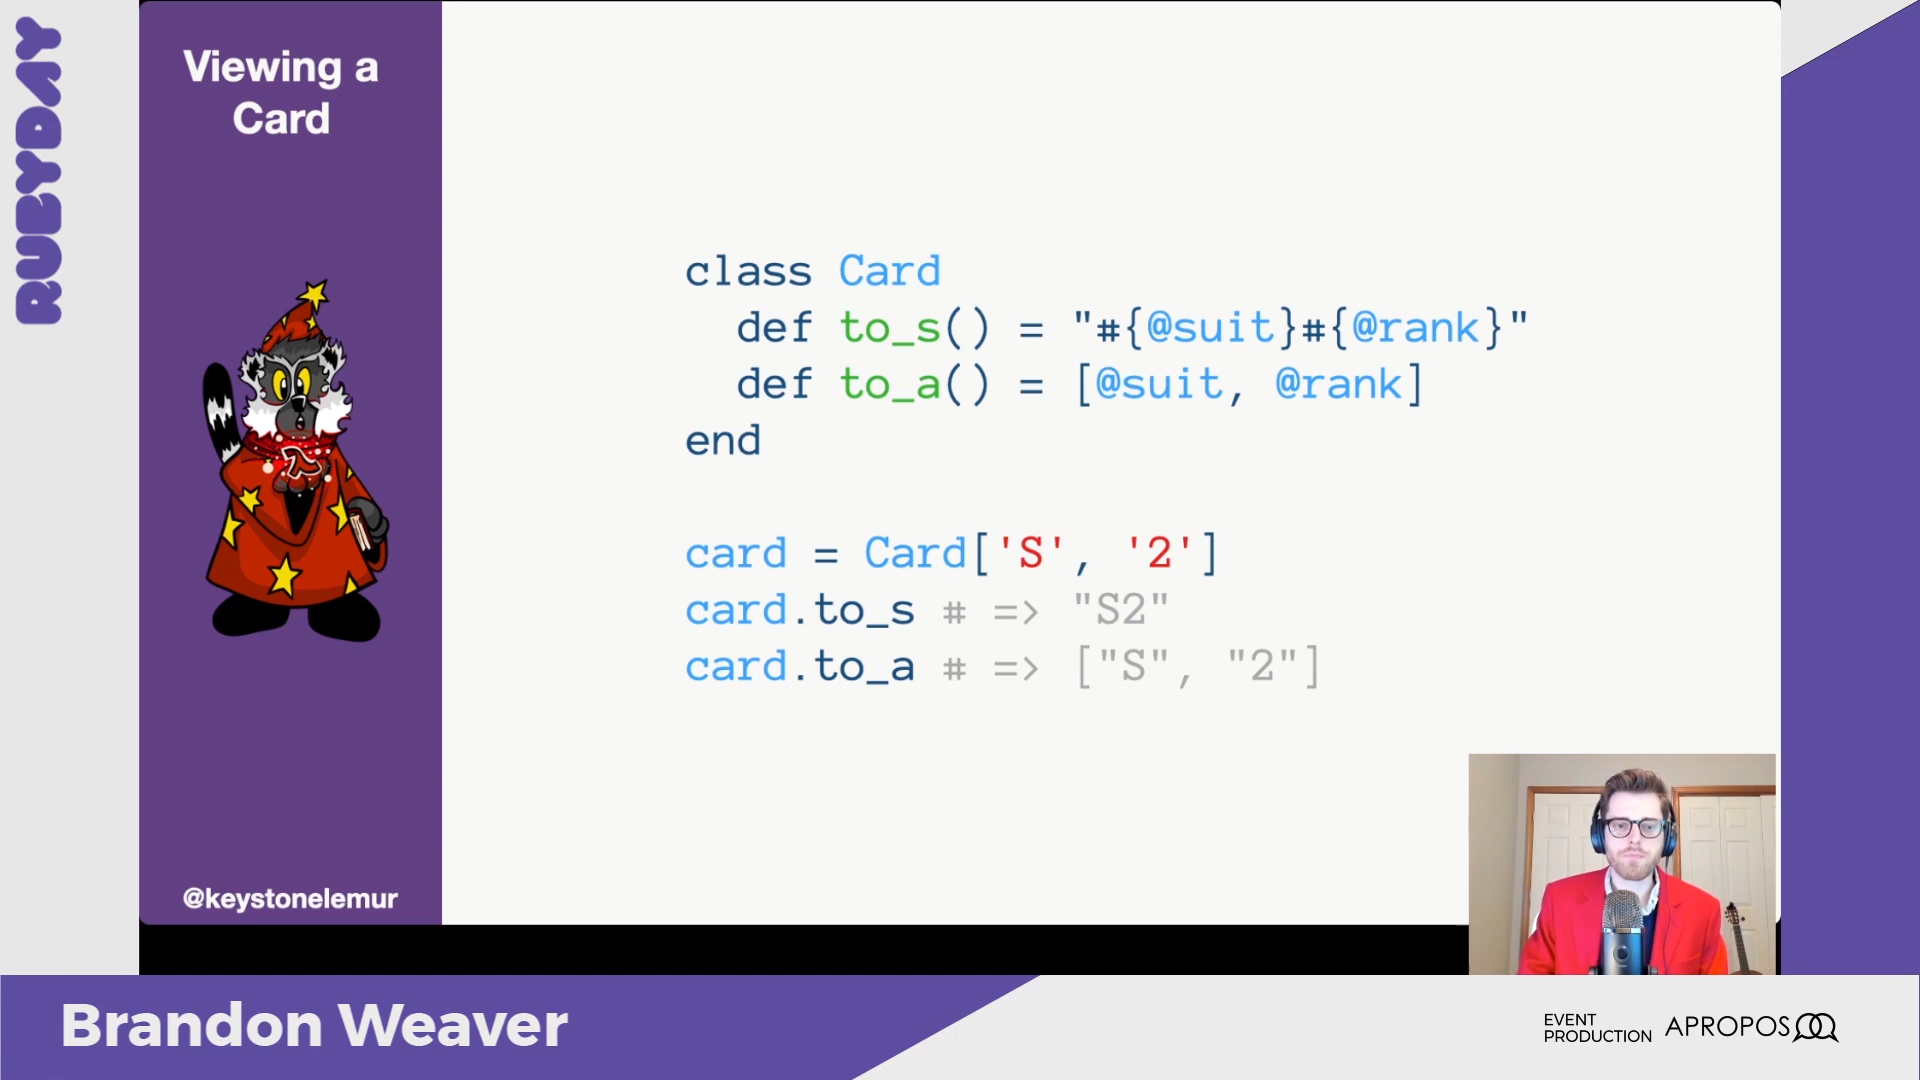 RUBYDAY
Viewing a
Card
class Card
  def to_s() = "#{@suit}#{@rank}"
  def to_a() = [@suit, @rank]
end
card = Card['S', '2']
card.to_s # => "S2"
card.to_a # => ["S", "2"]
@keystonelemur
Brandon Weaver
EVENT
PRODUCTION
APROPOS